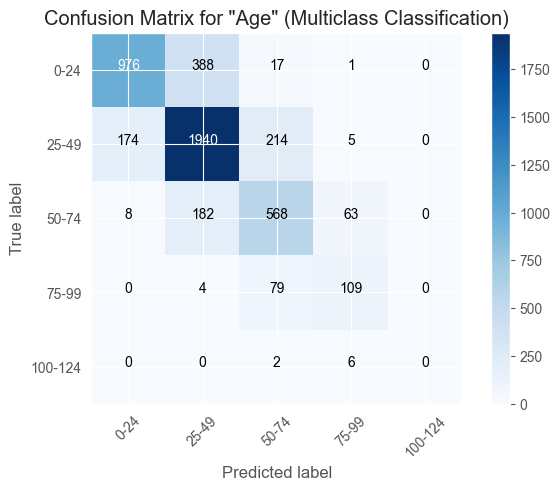 Confusion Matrix for "Age" (Multiclass Classification)
True label
0-24 976 388 17 1 0
25-49 174 1940 214 5 0
50-74 8 182 568 63 0
75-99 0 4 79 109 0
100-124 0 0 2 6 0
0-24 25-49 50-74 75-99 100-124
Predicted label
1750
1500
1250
1000
750
500
250
0